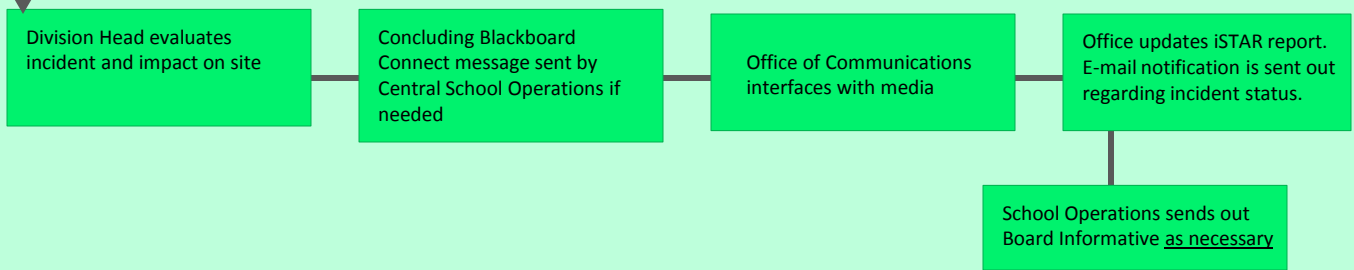 Division Head evaluates
incident and impact on site
Concluding Blackboard
Connect message sent by
Central School Operations if
needed
Office of Communications
interfaces with media
Office updates iSTAR report.
E-mail notification is sent out
regarding incident status.
School Operations sends out
Board Informative as necessary